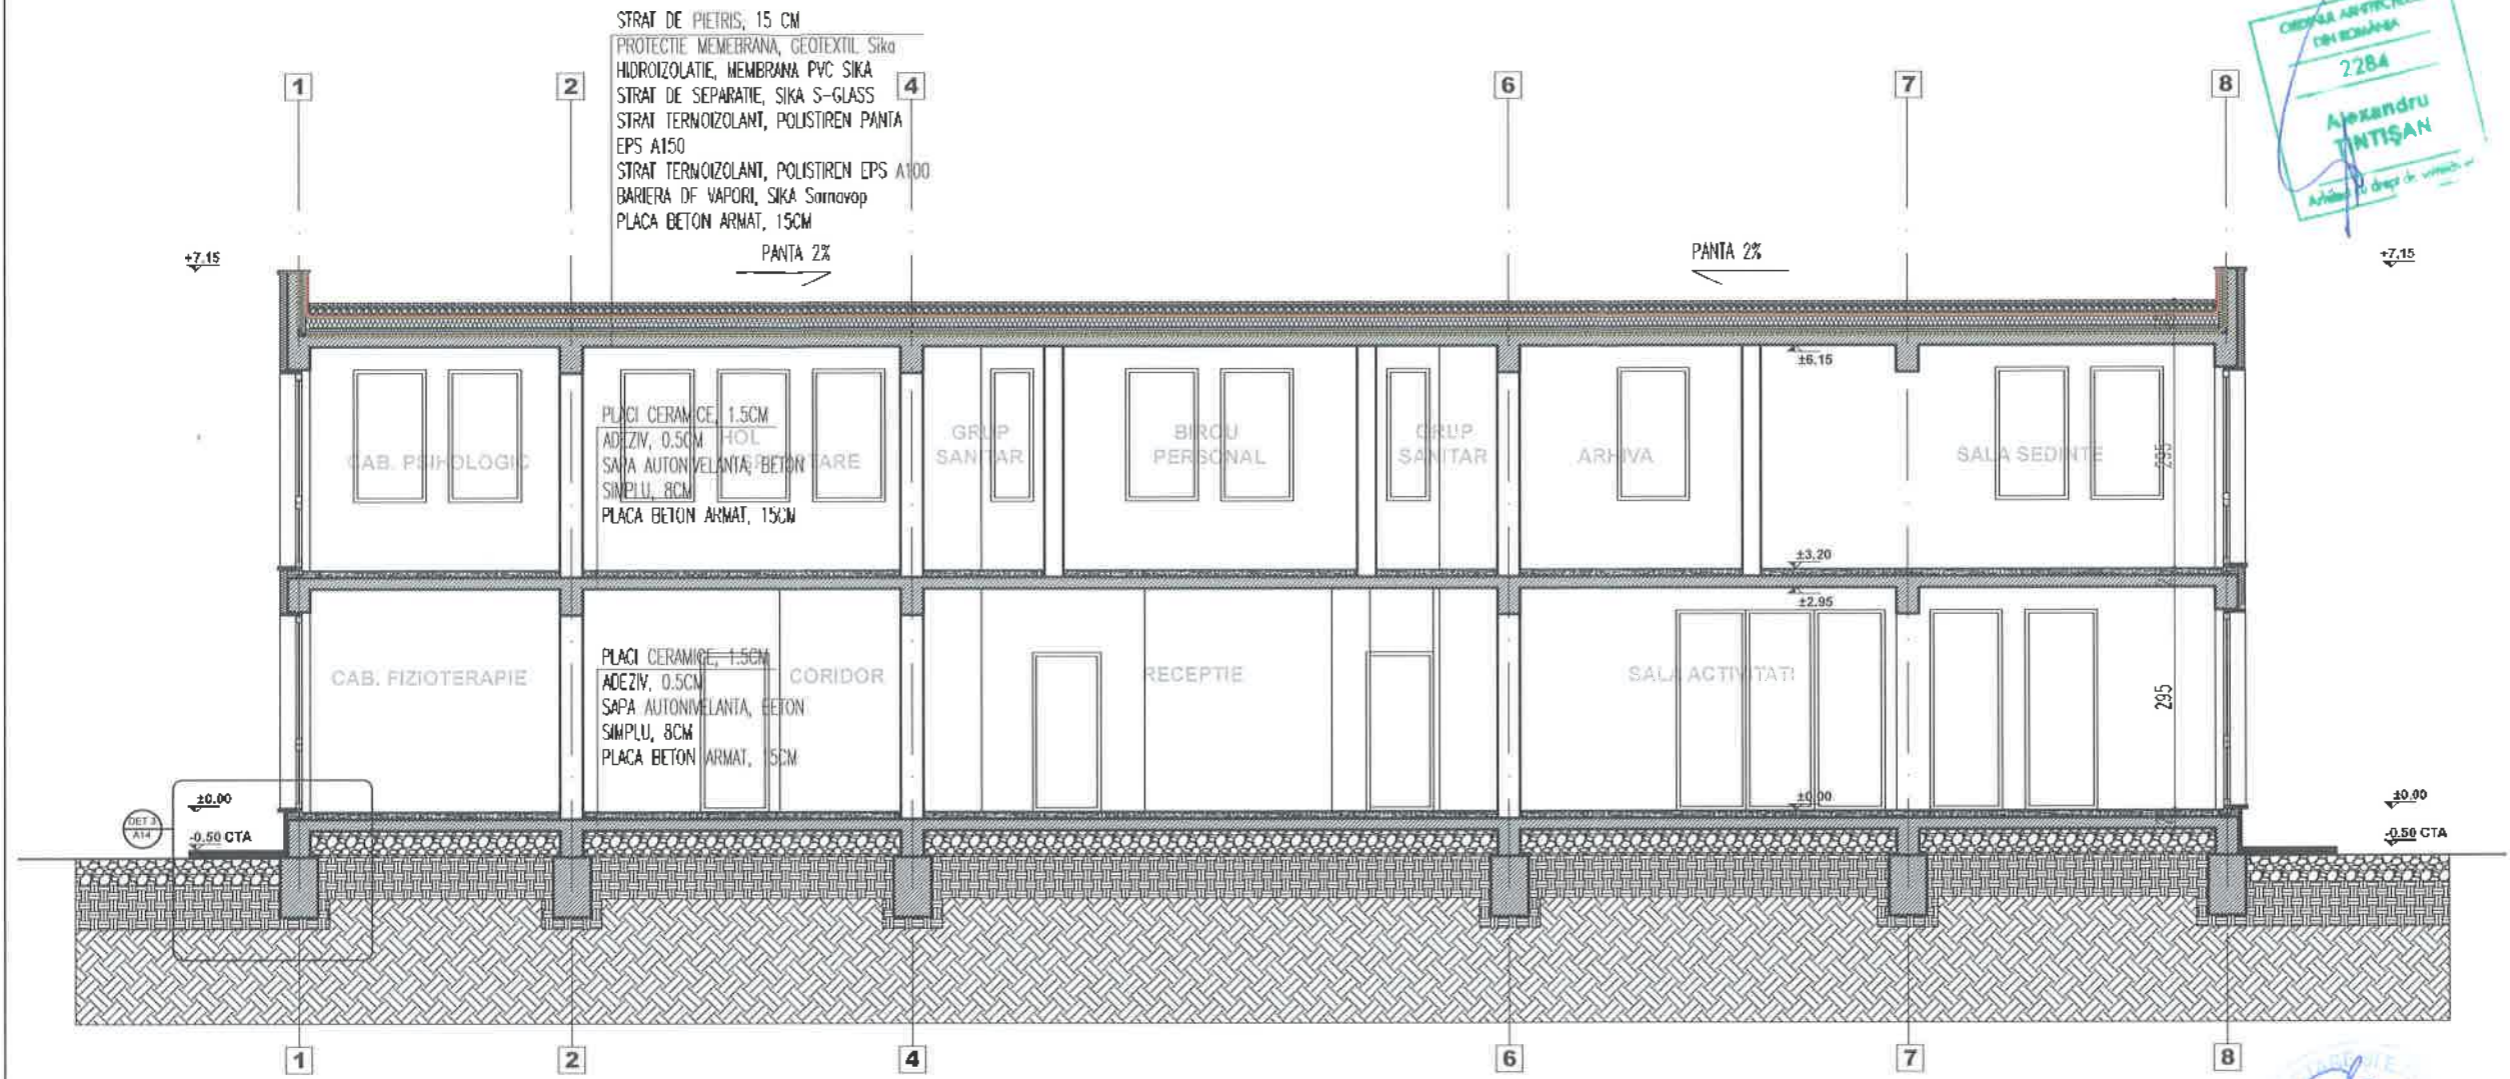 STRAT DE PIETRIS, 15 CM
PROTECTIE MEMEBRANA, GEOTEXTIL Sika
HIDROIZOLATIE, MEMBRANA PVC SIKA
STRAT DE SEPARATIE, SIKA S-GLASS
STRAT TERMOIZOLANT, POLISTIREN PANTA
EPS A150
STRAT TERMOIZOLANT, POLISTIREN EPS A100
BARIERA DE VAPORI, SIKA Sarnavap
PLACA BETON ARMAT, 15CM
DIN ROMÂNIA
2284
Alexandru
ȚINTIȘAN
1
2
4
6
7
8
PANTA 2%
PANTA 2%
+7.15
+7.15
±6.15
PLACI CERAMICE, 1.5CM
ADEZIV, 0.5CM
SAPA AUTONIVELANTA, BETON
SIMPLU, 8CM
PLACA BETON ARMAT, 15CM
CAB. PSIHOLOGIC
HOL
GRUP
SANITAR
BIROU
PERSONAL
GRUP
SANITAR
ARHIVA
SALA SEDINTE
295
±3.20
±2.95
PLACI CERAMICE, 1.5CM
ADEZIV, 0.5CM
SAPA AUTONIVELANTA, BETON
SIMPLU, 8CM
PLACA BETON ARMAT, 15CM
CAB. FIZIOTERAPIE
CORIDOR
RECEPTIE
SALA ACTIVITATI
295
±0.00
±0.00
±0.00
DET 3
A14
-0.50 CTA
-0.50 CTA
1
2
4
6
7
8